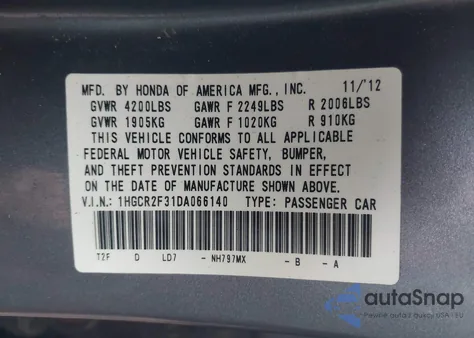 MFD. BY HONDA OF AMERICA MFG., INC. 11/12
GVWR 4200LBS GAWR F 2249LBS R 2006LBS
GVWR 1905KG GAWR F 1020KG R 910KG
THIS VEHICLE CONFORMS TO ALL APPLICABLE
FEDERAL MOTOR VEHICLE SAFETY, BUMPER,
AND THEFT PREVENTION STANDARDS IN EFFECT
ON THE DATE OF MANUFACTURE SHOWN ABOVE.
V.I.N.: 1HGCR2F31DA066140 TYPE: PASSENGER CAR
T2F D LD7 - NH797MX - B - A
autoSnap